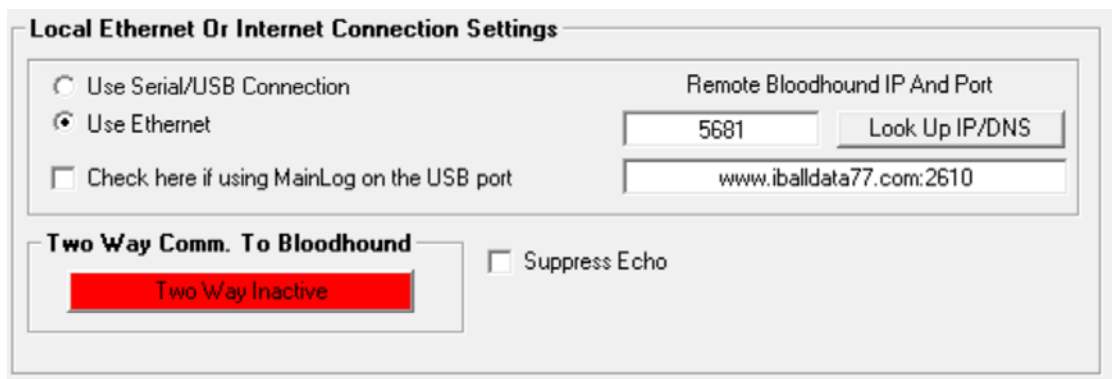 Local Ethernet Or Internet Connection Settings
Use Serial/USB Connection
Remote Bloodhound IP And Port
Use Ethernet
5681
Look Up IP/DNS
Check here if using MainLog on the USB port
www.iballdata77.com:2610
Two Way Comm. To Bloodhound
Suppress Echo
Two Way Inactive